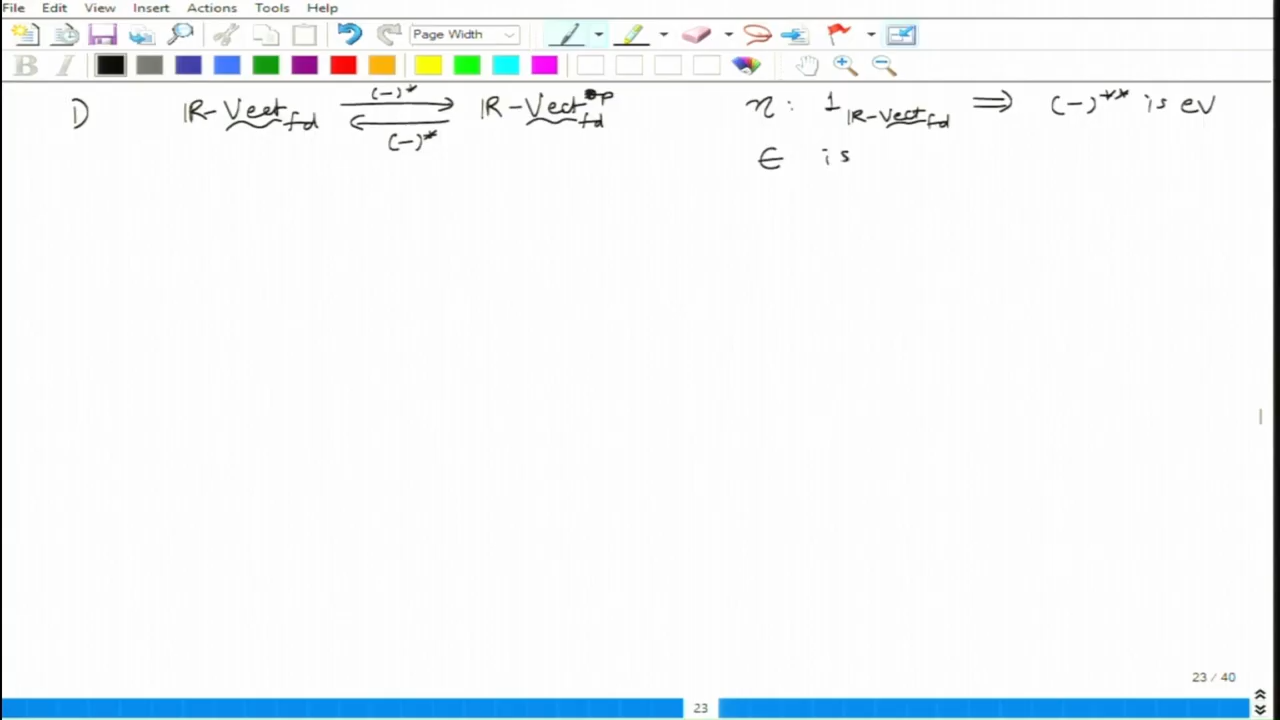 File Edit View Insert Actions Tools Help
Page Width
B I
D ℝ-Vect_fd (-)* ℝ-Vect_fd^op η: 1_ℝ-Vect_fd ⇒ (-)** is ev
(-)* ϵ is
23 / 40
23